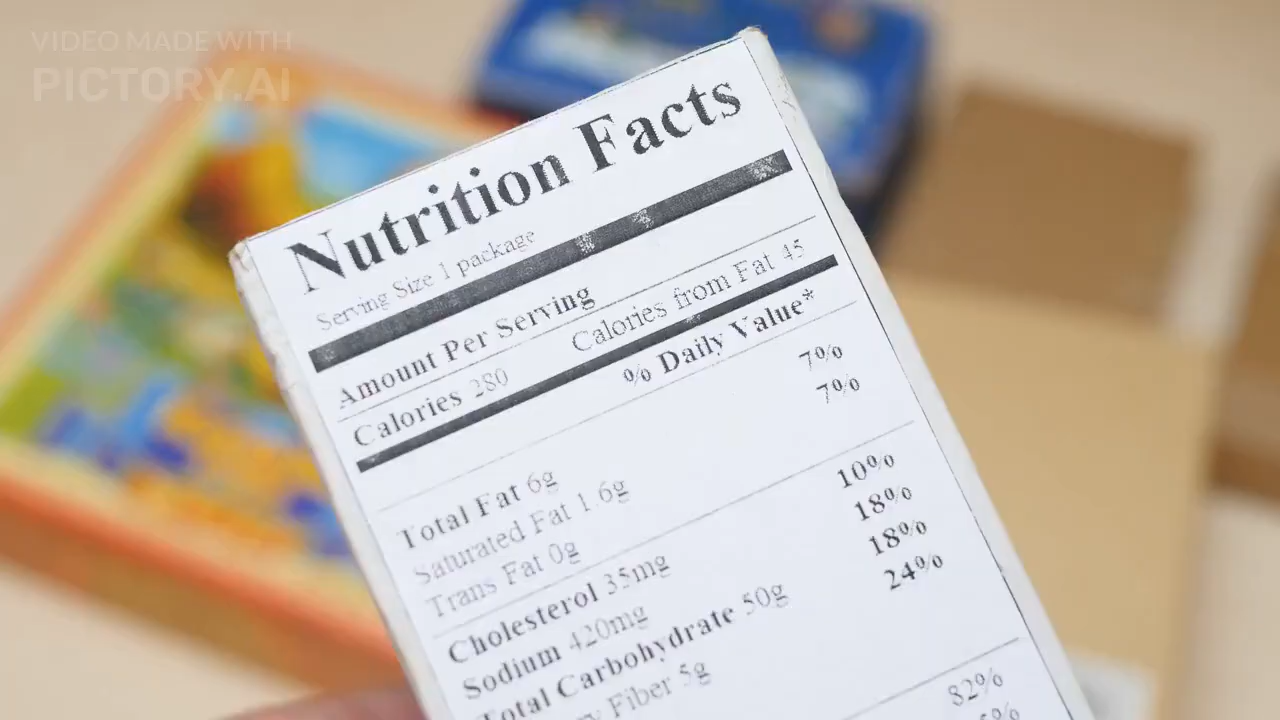 VIDEO MADE WITH
PICTORY.AI
Nutrition Facts
Serving Size 1 package
Amount Per Serving
Calories 280 Calories from Fat 45
% Daily Value*
Total Fat 6g 7%
Saturated Fat 1.6g 7%
Trans Fat 0g
Cholesterol 35mg 10%
Sodium 420mg 18%
Total Carbohydrate 50g 18%
Fiber 5g 24%
82%